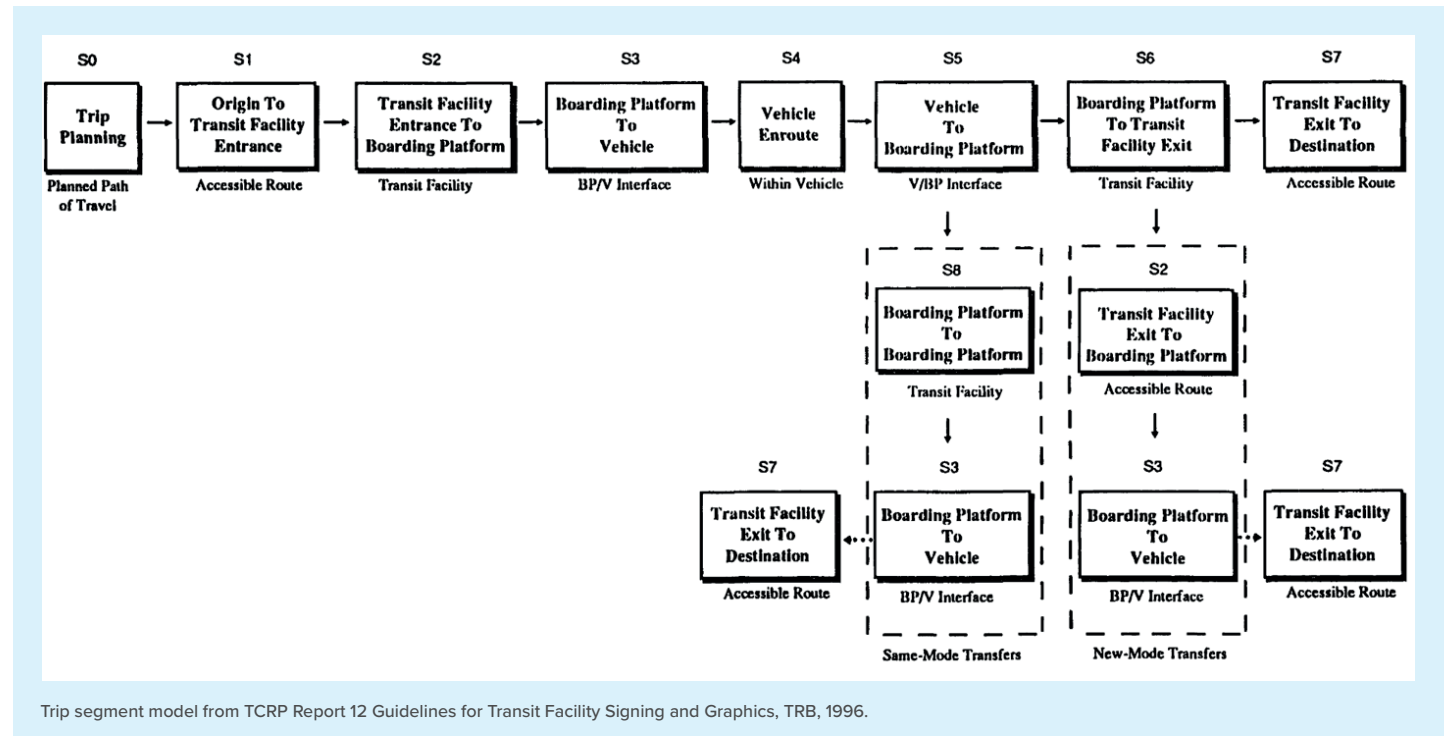 S0
S1
S2
S3
S4
S5
S6
S7
Trip
Planning
Origin To
Transit Facility
Entrance
Transit Facility
Entrance To
Boarding Platform
Boarding Platform
To
Vehicle
Vehicle
Enroute
Vehicle
To
Boarding Platform
Boarding Platform
To Transit
Facility Exit
Transit Facility
Exit To
Destination
Planned Path
of Travel
Accessible Route
Transit Facility
BP/V Interface
Within Vehicle
V/BP Interface
Transit Facility
Accessible Route
S8
Boarding Platform
To
Boarding Platform
Transit Facility
S2
Transit Facility
Exit To
Boarding Platform
Accessible Route
S7
Transit Facility
Exit To
Destination
Accessible Route
S3
Boarding Platform
To
Vehicle
BP/V Interface
S3
Boarding Platform
To
Vehicle
BP/V Interface
S7
Transit Facility
Exit To
Destination
Accessible Route
Same-Mode Transfers
New-Mode Transfers
Trip segment model from TCRP Report 12 Guidelines for Transit Facility Signing and Graphics, TRB, 1996.